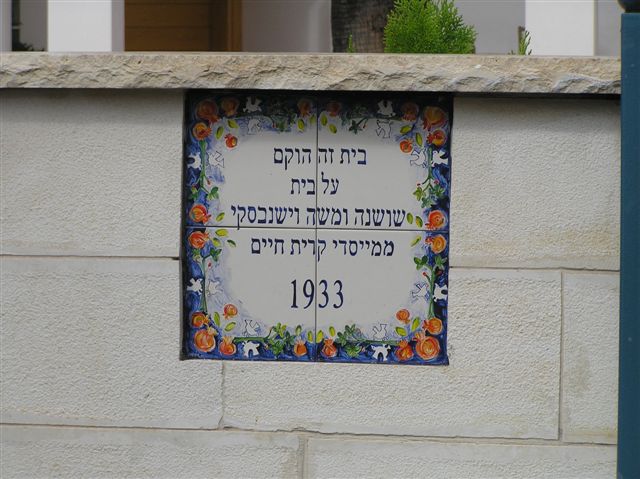 בית זה הוקם
על בית
שושנה ומשה וישנבסקי
ממייסדי קרית חיים
1933